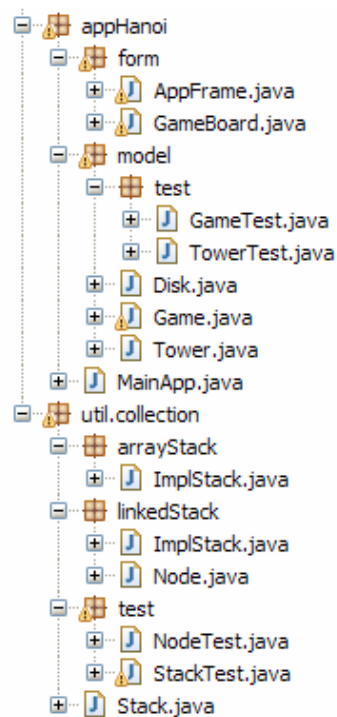 appHanoi
form
AppFrame.java
GameBoard.java
model
test
GameTest.java
TowerTest.java
Disk.java
Game.java
Tower.java
MainApp.java
util.collection
arrayStack
ImplStack.java
linkedStack
ImplStack.java
Node.java
test
NodeTest.java
StackTest.java
Stack.java